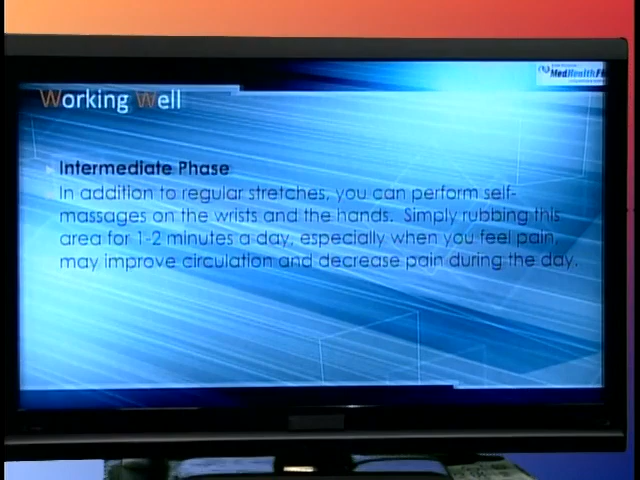 MedHealthFi
Working Well
Intermediate Phase
In addition to regular stretches, you can perform self-
massages on the wrists and the hands. Simply rubbing this
area for 1-2 minutes a day, especially when you feel pain,
may improve circulation and decrease pain during the day.